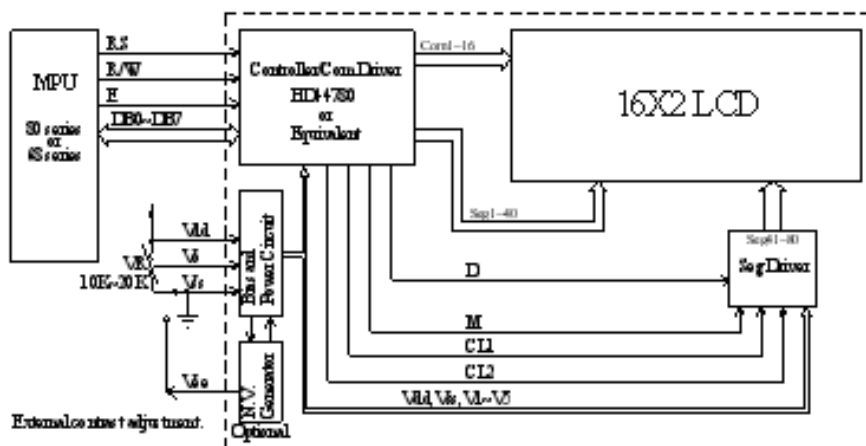 RS
R/W
E
DB0~DB7
MPU
80 series
or
68 series
Controller/Com Driver
HD44780
or
Equivalent
Com1~16
16X2 LCD
Seg1~40
Seg41~80
Seg Driver
Vdd
Vo
Vss
VR
10K~20K
Bias and
Power Circuit
D
M
CL1
CL2
Vdd, Vss, V1~V5
Vee
N.V.
Generator
Optional
External contrast adjustment.